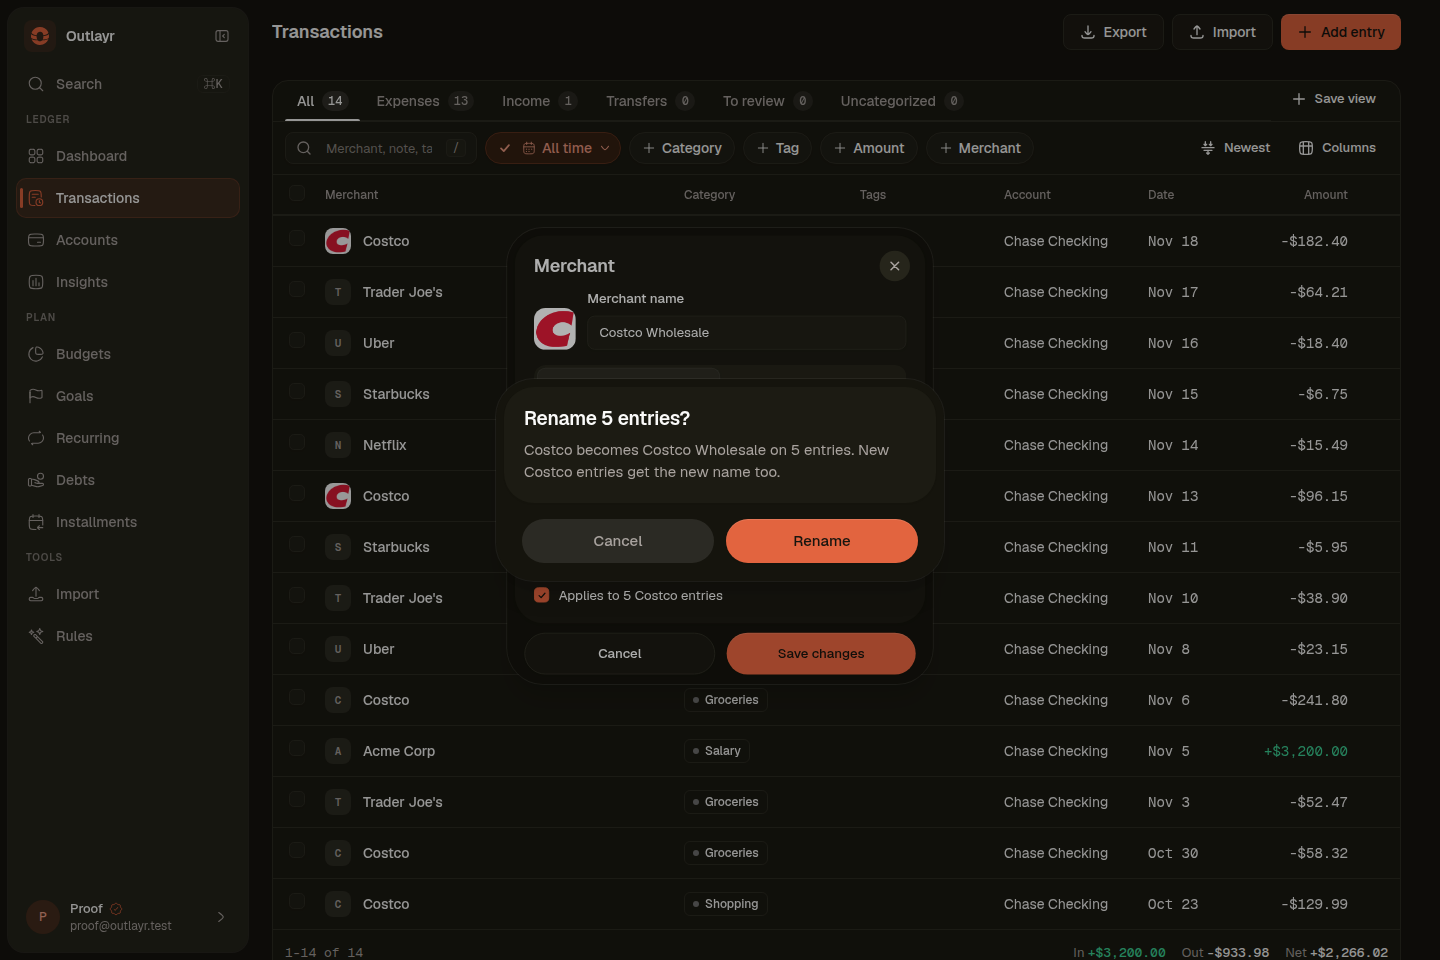 Outlayr
Search ⌘K
LEDGER
Dashboard
Transactions
Accounts
Insights
PLAN
Budgets
Goals
Recurring
Debts
Installments
TOOLS
Import
Rules
P Proof
proof@outlayr.test
Transactions
Export Import Add entry
All 14 Expenses 13 Income 1 Transfers 0 To review 0 Uncategorized 0 Save view
Merchant, note, ta / All time Category Tag Amount Merchant Newest Columns
Merchant Category Tags Account Date Amount
Costco Chase Checking Nov 18 -$182.40
T Trader Joe's Chase Checking Nov 17 -$64.21
U Uber Chase Checking Nov 16 -$18.40
S Starbucks Chase Checking Nov 15 -$6.75
N Netflix Chase Checking Nov 14 -$15.49
Costco Chase Checking Nov 13 -$96.15
S Starbucks Chase Checking Nov 11 -$5.95
T Trader Joe's Chase Checking Nov 10 -$38.90
U Uber Chase Checking Nov 8 -$23.15
C Costco Groceries Chase Checking Nov 6 -$241.80
A Acme Corp Salary Chase Checking Nov 5 +$3,200.00
T Trader Joe's Groceries Chase Checking Nov 3 -$52.47
C Costco Groceries Chase Checking Oct 30 -$58.32
C Costco Shopping Chase Checking Oct 23 -$129.99
1-14 of 14 In +$3,200.00 Out -$933.98 Net +$2,266.02
Merchant
Merchant name
Costco Wholesale
Rename 5 entries?
Costco becomes Costco Wholesale on 5 entries. New
Costco entries get the new name too.
Cancel Rename
Applies to 5 Costco entries
Cancel Save changes